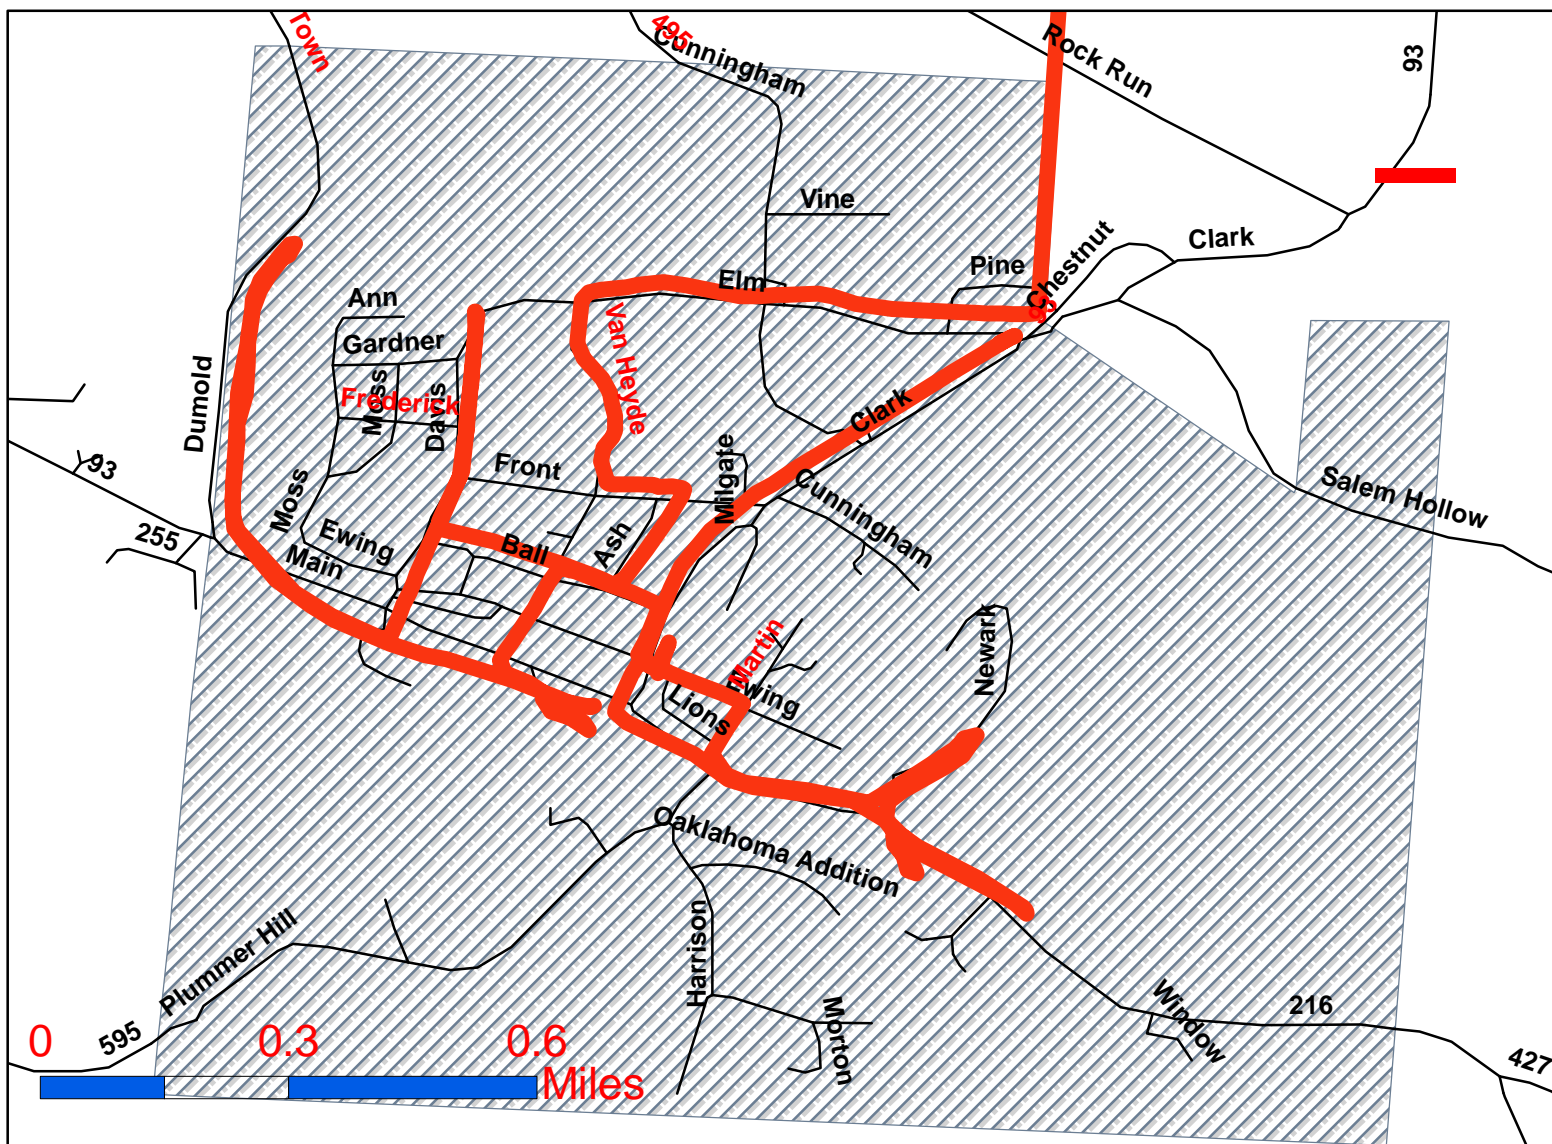 Town
495
Cunningham
Rock Run
93
Vine
Chestnut
Clark
Pine
Elm
93
Ann
Van Heyde
Gardner
Dumold
Moss
Frederick
Davis
Clark
93
Front
Milgate
Cunningham
Salem Hollow
Moss
255
Ewing
Ball
Ash
Main
Martin
Newark
Ewing
Lions
Oaklahoma Addition
Plummer Hill
Harrison
Window
216
Morton
595
427
0
0.3
0.6
Miles